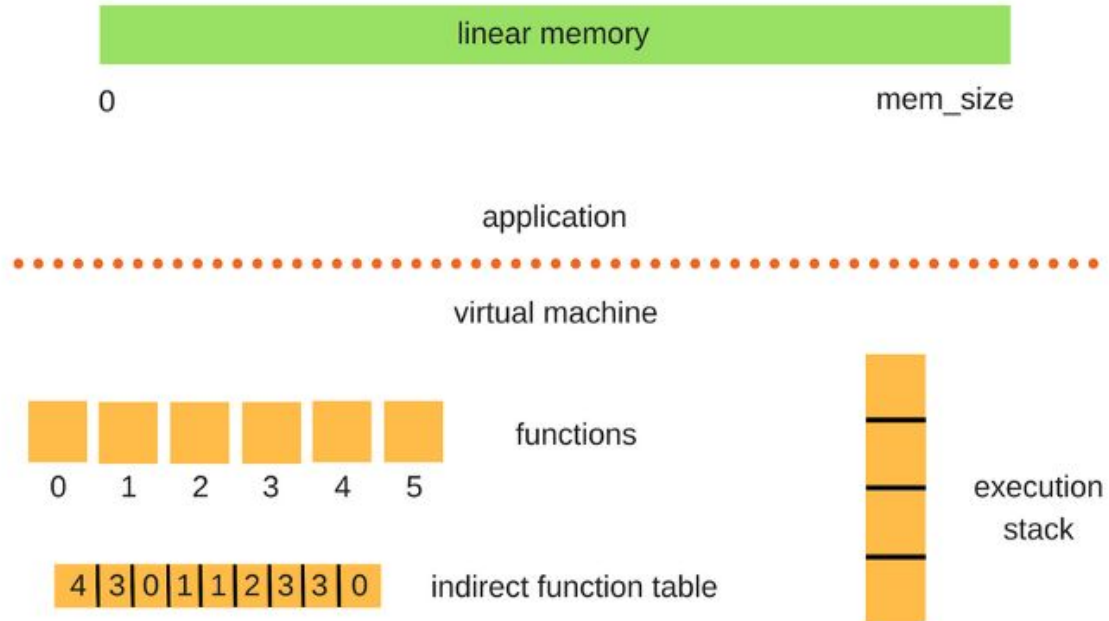 linear memory
0 mem_size
application
virtual machine
functions
0 1 2 3 4 5
execution
stack
4 3 0 1 1 2 3 3 0 indirect function table